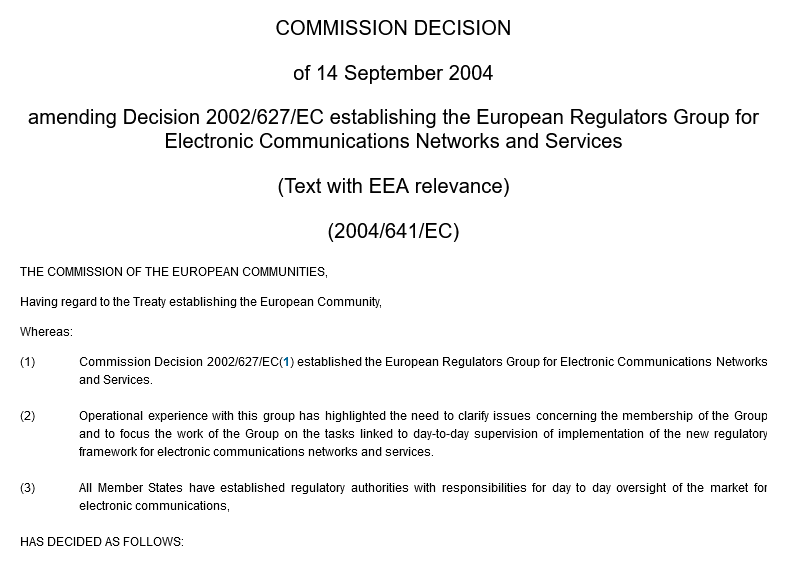 COMMISSION DECISION
of 14 September 2004
amending Decision 2002/627/EC establishing the European Regulators Group for
Electronic Communications Networks and Services
(Text with EEA relevance)
(2004/641/EC)
THE COMMISSION OF THE EUROPEAN COMMUNITIES,
Having regard to the Treaty establishing the European Community,
Whereas:
(1) Commission Decision 2002/627/EC(1) established the European Regulators Group for Electronic Communications Networks
and Services.
(2) Operational experience with this group has highlighted the need to clarify issues concerning the membership of the Group
and to focus the work of the Group on the tasks linked to day-to-day supervision of implementation of the new regulatory
framework for electronic communications networks and services.
(3) All Member States have established regulatory authorities with responsibilities for day to day oversight of the market for
electronic communications,
HAS DECIDED AS FOLLOWS: